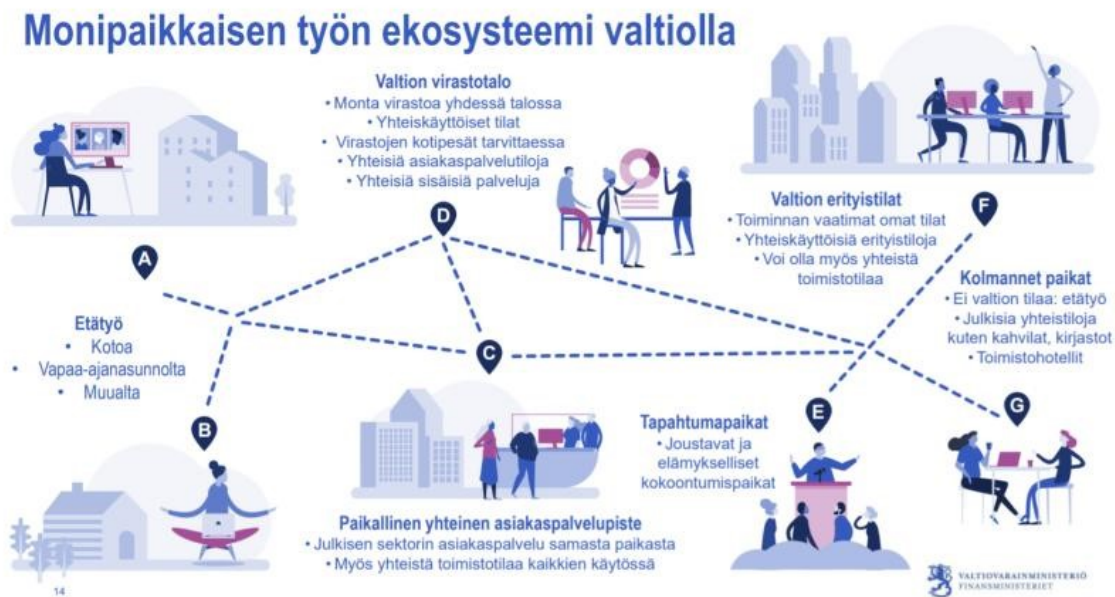 Monipaikkaisen työn ekosysteemi valtiolla
Valtion virastotalo
• Monta virastoa yhdessä talossa
• Yhteiskäyttöiset tilat
• Virastojen kotipesät tarvittaessa
• Yhteisiä asiakaspalvelutiloja
• Yhteisiä sisäisiä palveluja
D
Valtion erityistilat
• Toiminnan vaatimat omat tilat
• Yhteiskäyttöisiä erityistiloja
• Voi olla myös yhteistä
toimistotilaa
F
A
Etätyö
• Kotoa
• Vapaa-ajanasunnolta
• Muualta
B
C
Kolmannet paikat
• Ei valtion tilaa: etätyö
• Julkisia yhteistiloja
kuten kahvilat, kirjastot
• Toimistohotellit
G
Tapahtumapaikat
• Joustavat ja
elämykselliset
kokoontumispaikat
E
Paikallinen yhteinen asiakaspalvelupiste
• Julkisen sektorin asiakaspalvelu samasta paikasta
• Myös yhteistä toimistotilaa kaikkien käytössä
14
VALTIOVARAINMINISTERIÖ
FINANSMINISTERIET